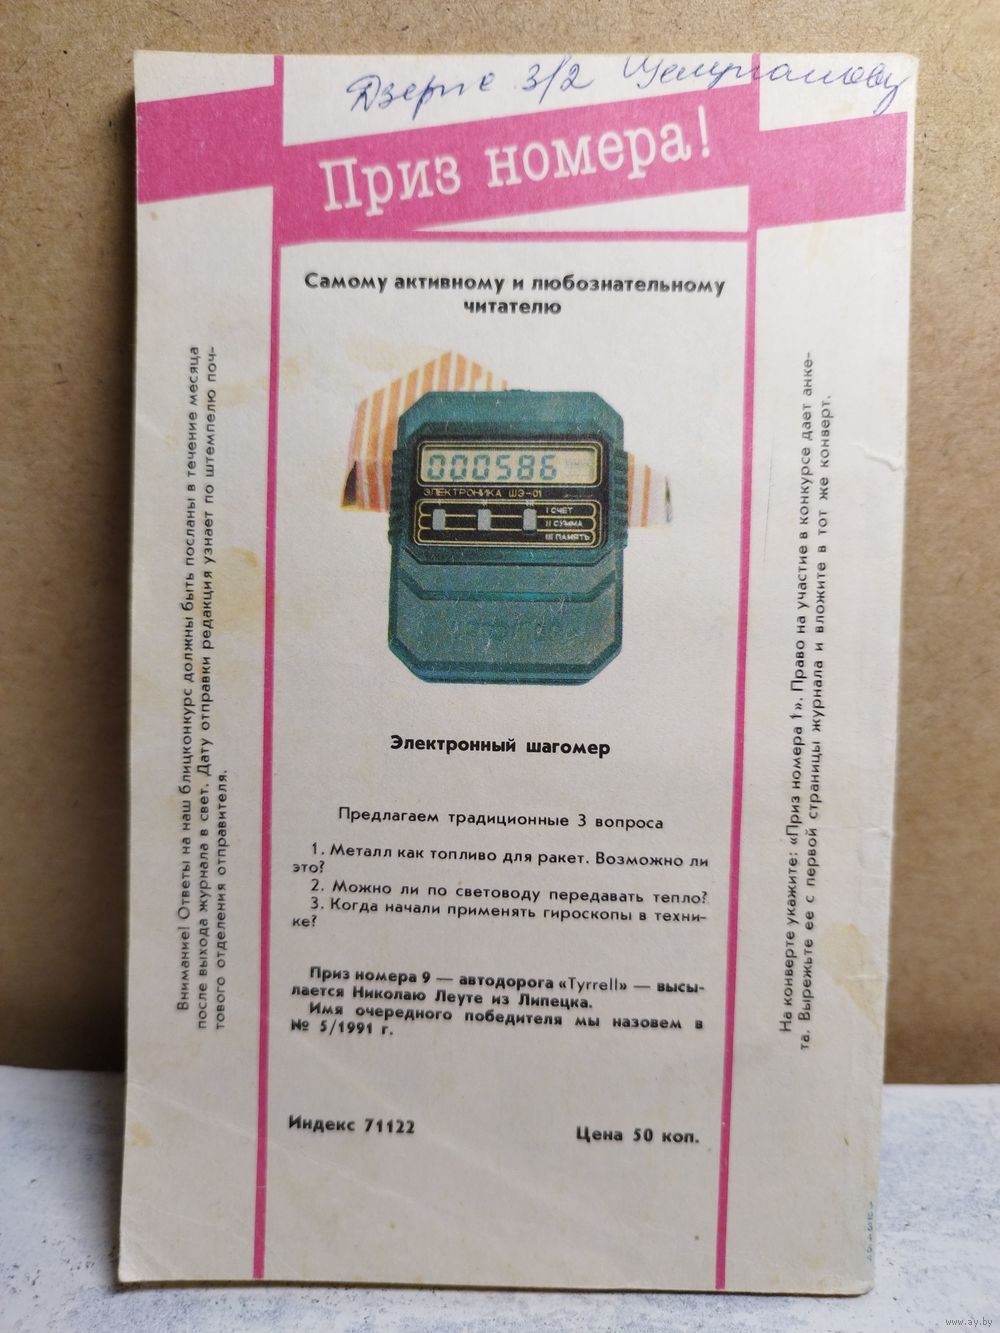 Дзерж 3/2
Приз номера!
Самому активному и любознательному
читателю
000586
ЭЛЕКТРОНИКА ШЭ-01
I СЧЕТ
II СУММА
III ПАМЯТЬ
Электронный шагомер
Предлагаем традиционные 3 вопроса
1. Металл как топливо для ракет. Возможно ли
это?
2. Можно ли по световоду передавать тепло?
3. Когда начали применять гироскопы в техни-
ке?
Приз номера 9 — автодорога «Tyrrell» — высы-
лается Николаю Леуте из Липецка.
Имя очередного победителя мы назовем в
№ 5/1991 г.
Индекс 71122
Цена 50 коп.
Внимание! Ответы на наш блицконкурс должны быть посланы в течение месяца
после выхода журнала в свет. Дату отправки редакция узнает по штемпелю поч-
тового отделения отправителя.
На конверте укажите: «Приз номера 1». Право на участие в конкурсе дает анке-
та. Вырежьте ее с первой страницы журнала и вложите в тот же конверт.
www.ay.by